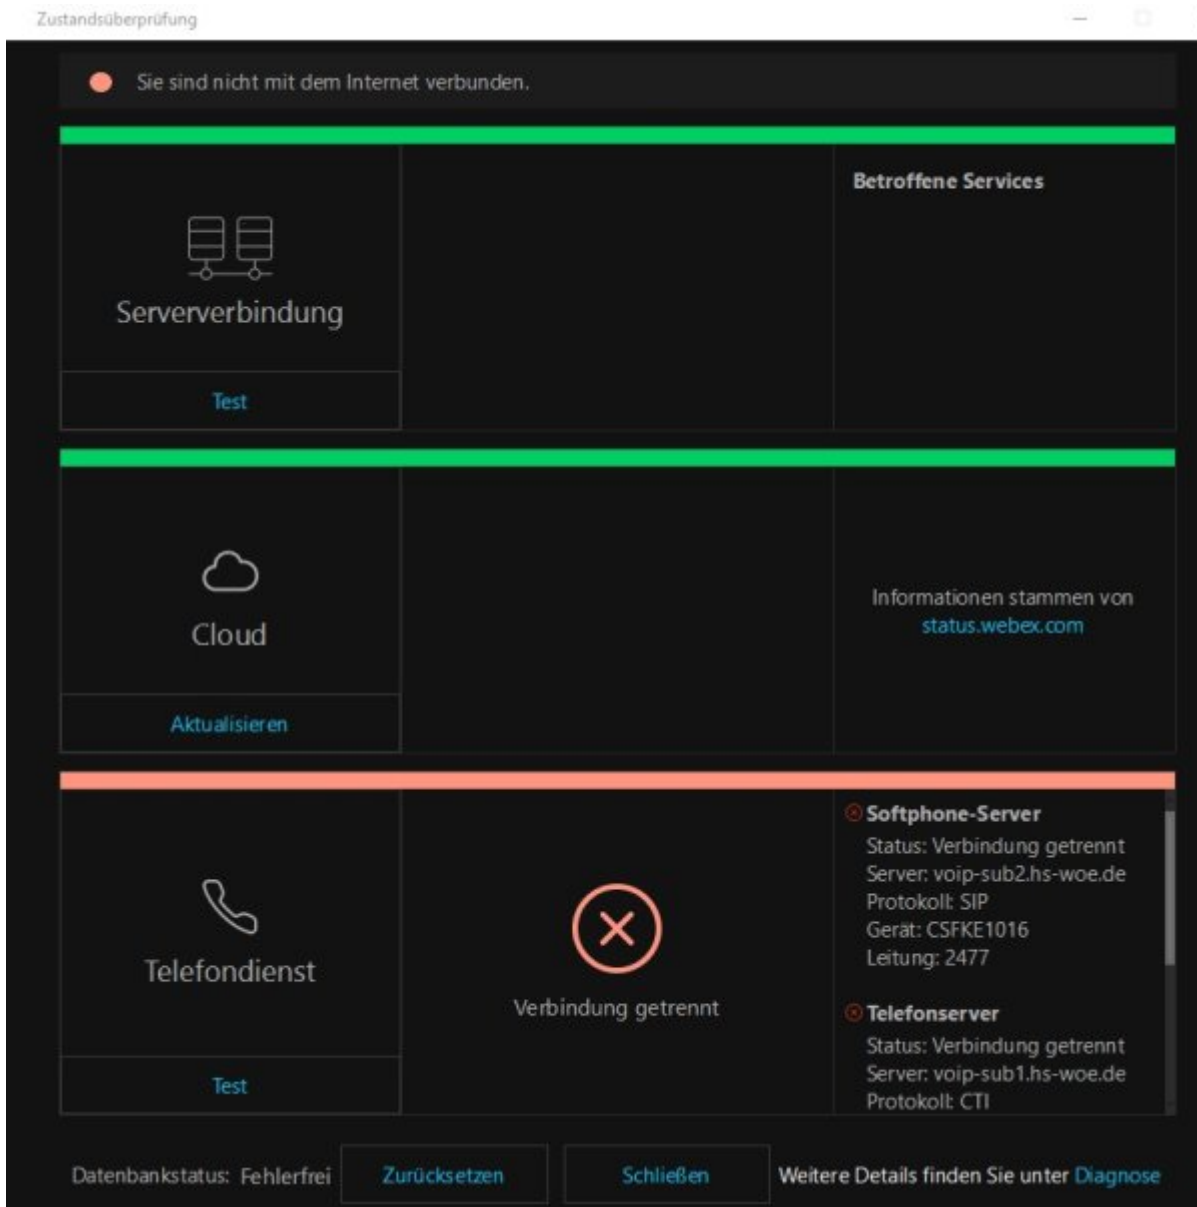 Zustandsüberprüfung
Sie sind nicht mit dem Internet verbunden.
Serververbindung
Test
Betroffene Services
Cloud
Aktualisieren
Informationen stammen von
status.webex.com
Telefondienst
Test
Verbindung getrennt
Softphone-Server
Status: Verbindung getrennt
Server: voip-sub2.hs-woe.de
Protokoll: SIP
Gerät: CSFKE1016
Leitung: 2477
Telefonserver
Status: Verbindung getrennt
Server: voip-sub1.hs-woe.de
Protokoll: CTI
Datenbankstatus: Fehlerfrei
Zurücksetzen
Schließen
Weitere Details finden Sie unter Diagnose